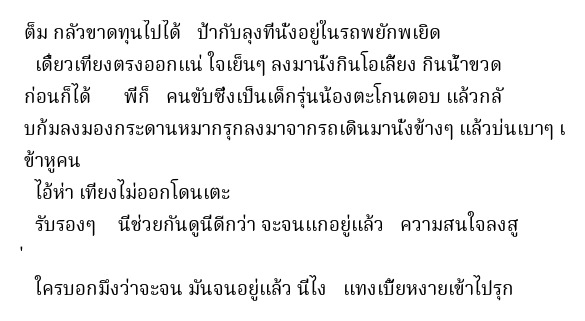 ต็ม กลัวขาดทุนไปได้ ป้ากับลุงที่นั่งอยู่ในรถพยักพเยิด
เดี๋ยวเที่ยงตรงออกแน่ ใจเย็นๆ ลงมานั่งกินโอเลี้ยง กินน้ำขวด
ก่อนก็ได้ พี่ก็ คนขับซึ่งเป็นเด็กรุ่นน้องตะโกนตอบ แล้วกลั
บก้มลงมองกระดานหมากรุกลงมาจากรถเดินมานั่งข้างๆ แล้วบ่นเบาๆ เ
ข้าหูคน
ไอ้ห่า เที่ยงไม่ออกโดนเตะ
รับรองๆ นี่ช่วยกันดูนี่ดีกว่า จะจนแกอยู่แล้ว ความสนใจลงสู
่
ใครบอกมึงว่าจะจน มันจนอยู่แล้ว นี่ไง แทงเบี้ยหงายเข้าไปรุก